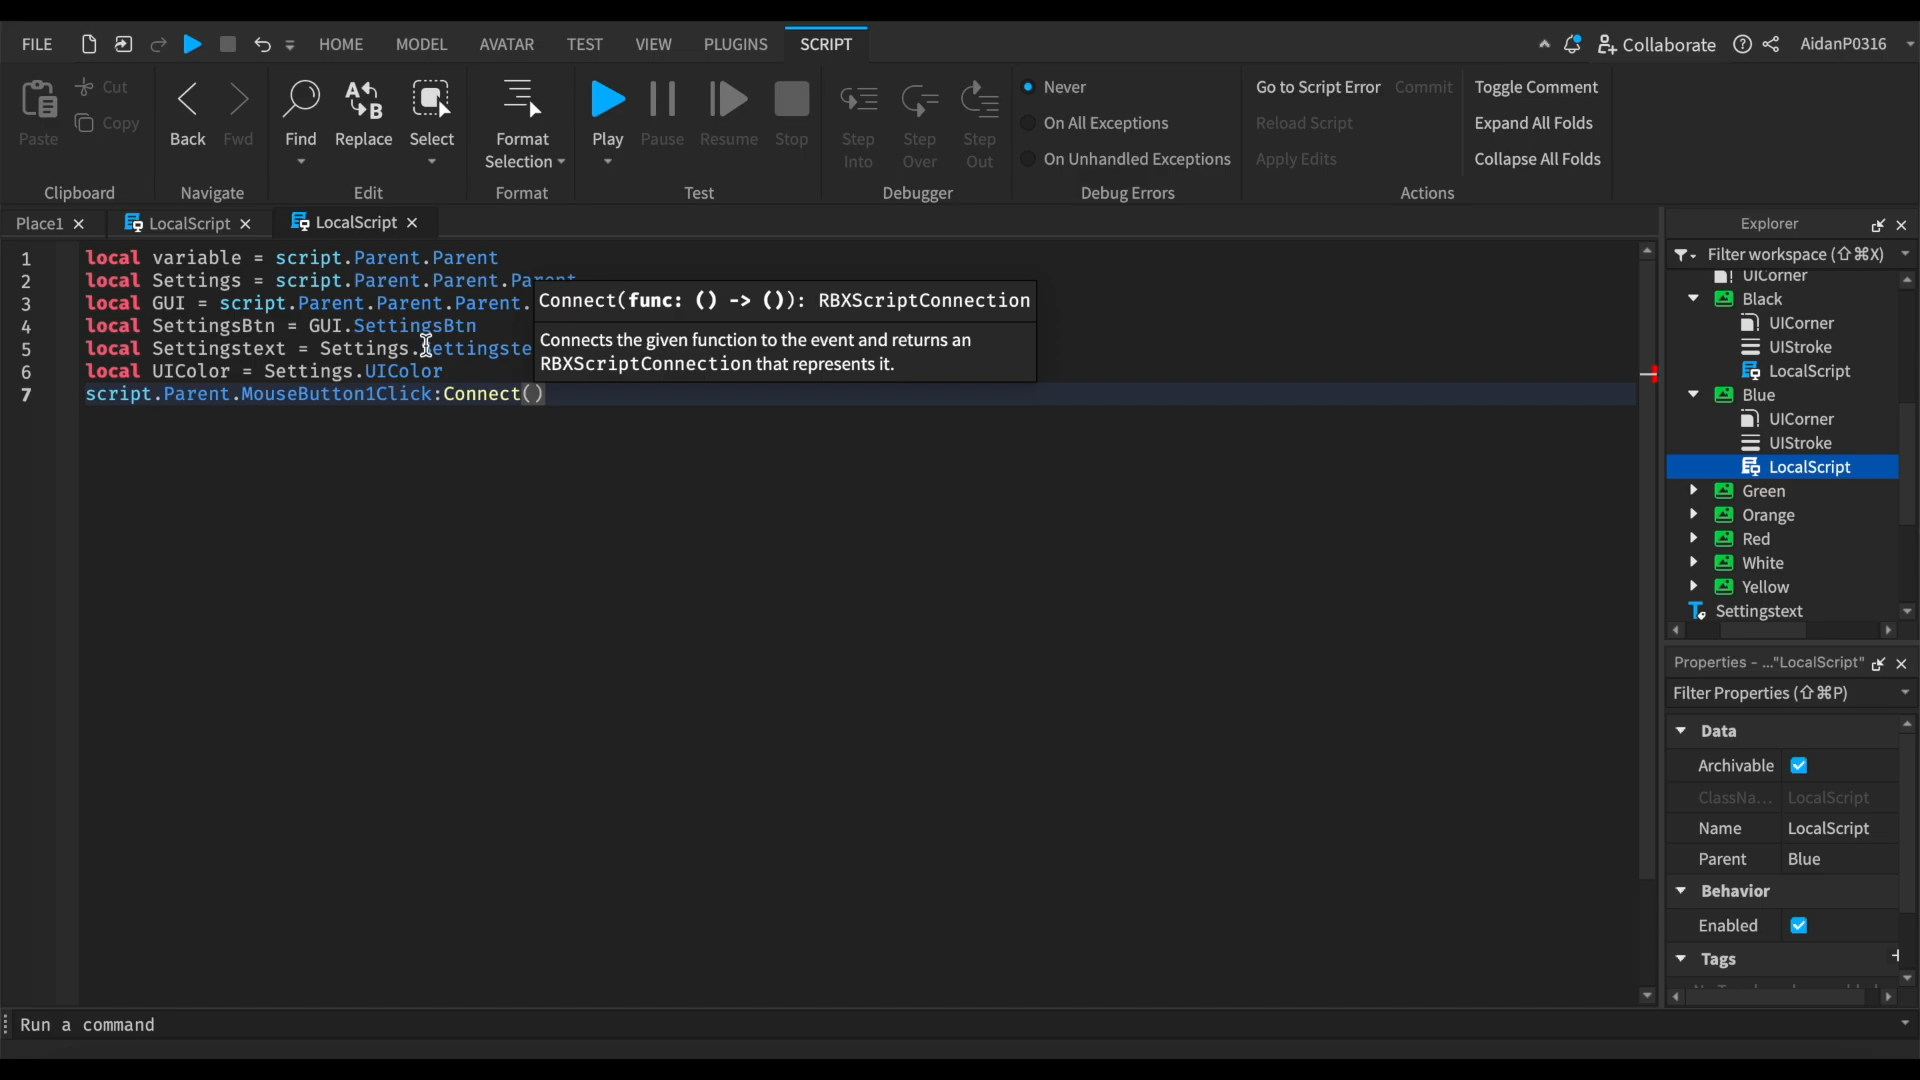 FILE HOME MODEL AVATAR TEST VIEW PLUGINS SCRIPT Collaborate AidanP0316
Paste Cut Copy Clipboard
Back Fwd Navigate
Find Replace Select Edit
Format Selection Format
Play Pause Resume Stop Test
Step Into Step Over Step Out Debugger
Never
On All Exceptions
On Unhandled Exceptions
Debug Errors
Go to Script Error Commit Toggle Comment
Reload Script Expand All Folds
Apply Edits Collapse All Folds
Actions
Place1 LocalScript LocalScript
1 local variable = script.Parent.Parent
2 local Settings = script.Parent.Parent.Parent
3 local GUI = script.Parent.Parent.Parent.
4 local SettingsBtn = GUI.SettingsBtn
5 local Settingstext = Settings.Settingste
6 local UIColor = Settings.UIColor
7 script.Parent.MouseButton1Click:Connect()
Connect(func: () -> ()): RBXScriptConnection
Connects the given function to the event and returns an
RBXScriptConnection that represents it.
Explorer
Filter workspace (⇧⌘X)
UICorner
Black
UICorner
UIStroke
LocalScript
Blue
UICorner
UIStroke
LocalScript
Green
Orange
Red
White
Yellow
Settingstext
Properties - ..."LocalScript"
Filter Properties (⇧⌘P)
Data
Archivable
ClassNa... LocalScript
Name LocalScript
Parent Blue
Behavior
Enabled
Tags
Run a command